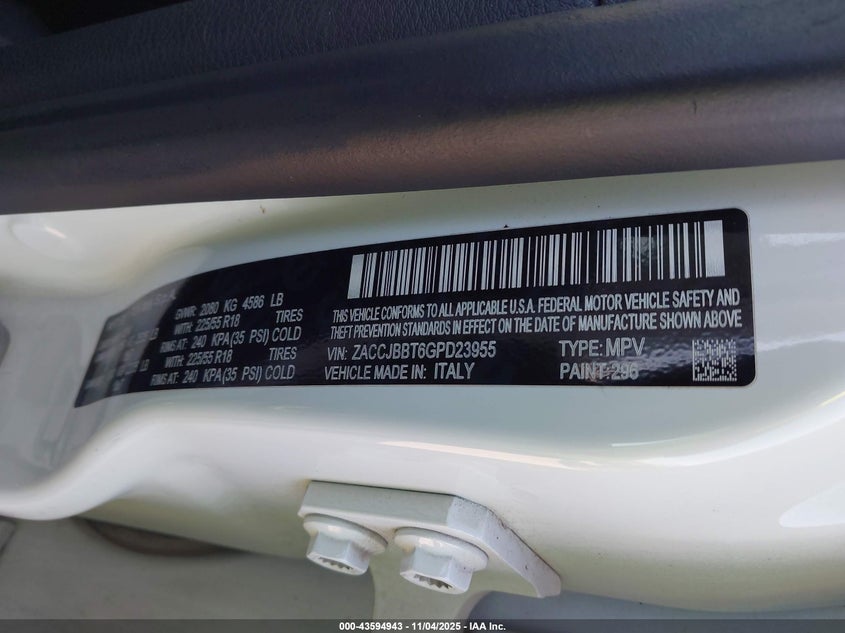 GVWR: 2080 KG 4586 LB
WITH: 225/55 R18 TIRES
RIMS AT: 240 KPA (35 PSI) COLD
WITH: 225/55 R18 TIRES
RIMS AT: 240 KPA (35 PSI) COLD
THIS VEHICLE CONFORMS TO ALL APPLICABLE U.S.A. FEDERAL MOTOR VEHICLE SAFETY AND
THEFT PREVENTION STANDARDS IN EFFECT ON THE DATE OF MANUFACTURE SHOWN ABOVE.
VIN: ZACCJBBT6GPD23955 TYPE: MPV
VEHICLE MADE IN: ITALY PAINT: 296
000-43594943 - 11/04/2025 - IAA Inc.